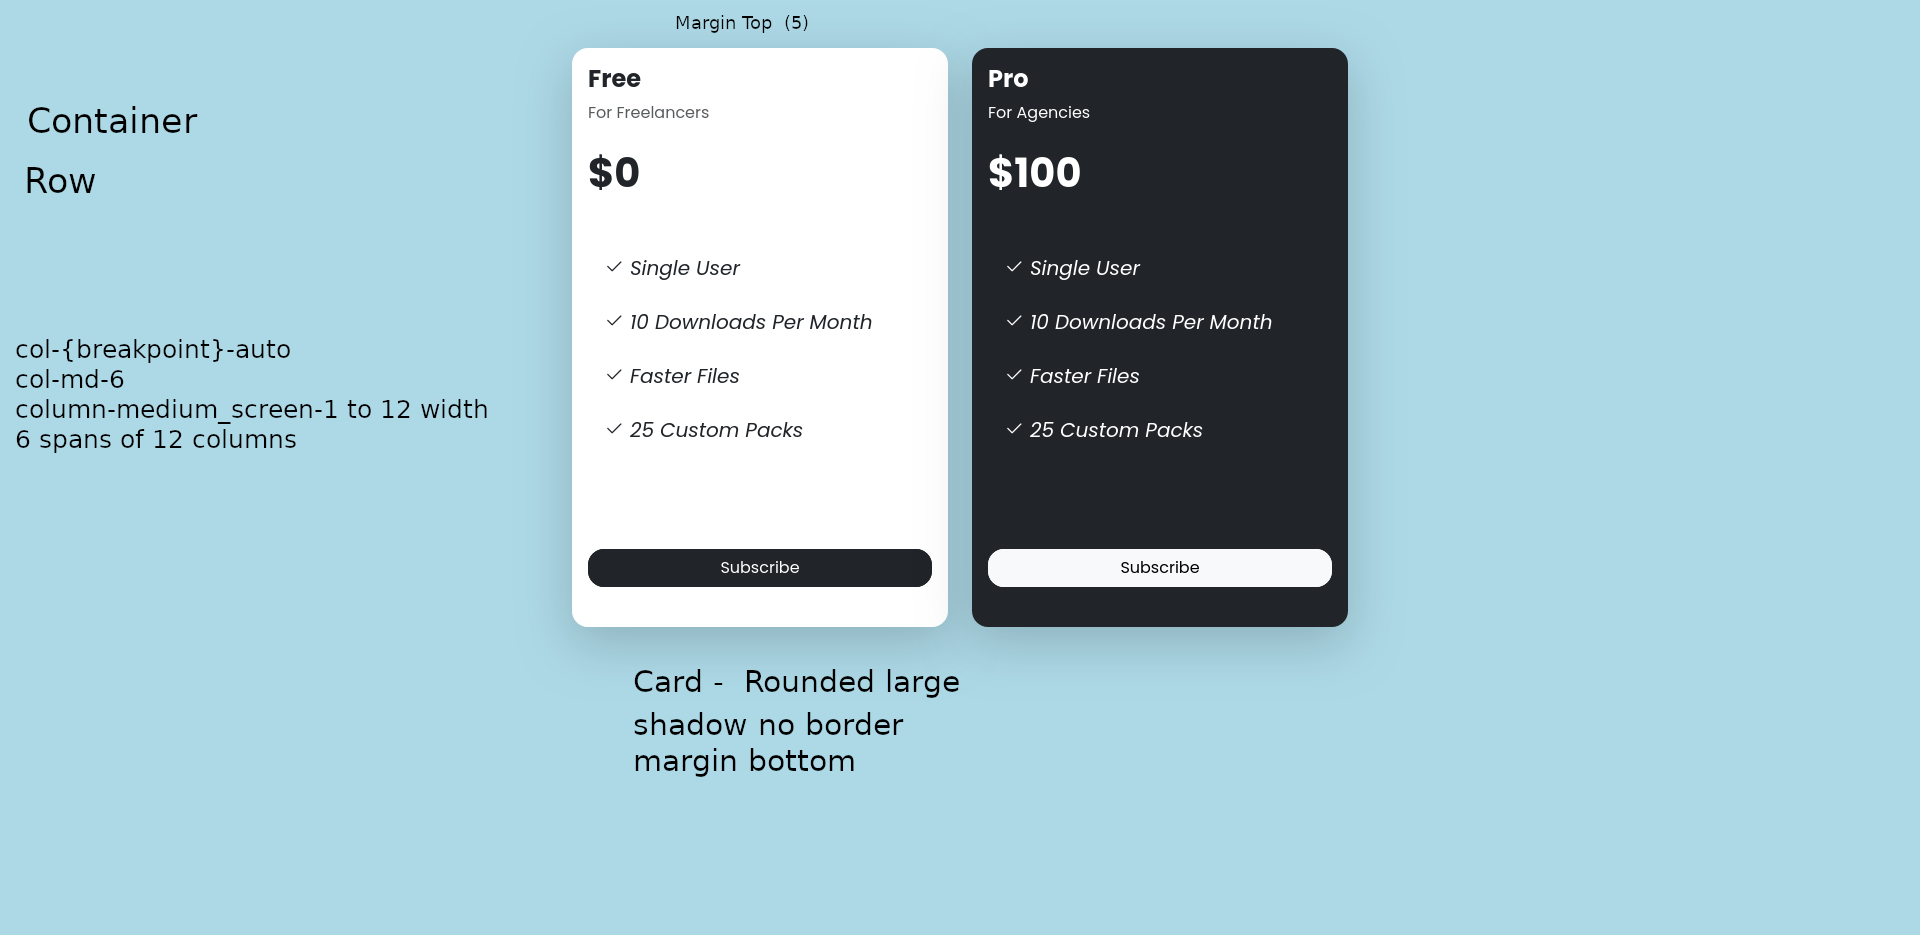 Margin Top (5)
Container
Row
col-{breakpoint}-auto
col-md-6
column-medium_screen-1 to 12 width
6 spans of 12 columns
Free
For Freelancers
$0
Single User
10 Downloads Per Month
Faster Files
25 Custom Packs
Subscribe
Pro
For Agencies
$100
Single User
10 Downloads Per Month
Faster Files
25 Custom Packs
Subscribe
Card - Rounded large
shadow no border
margin bottom